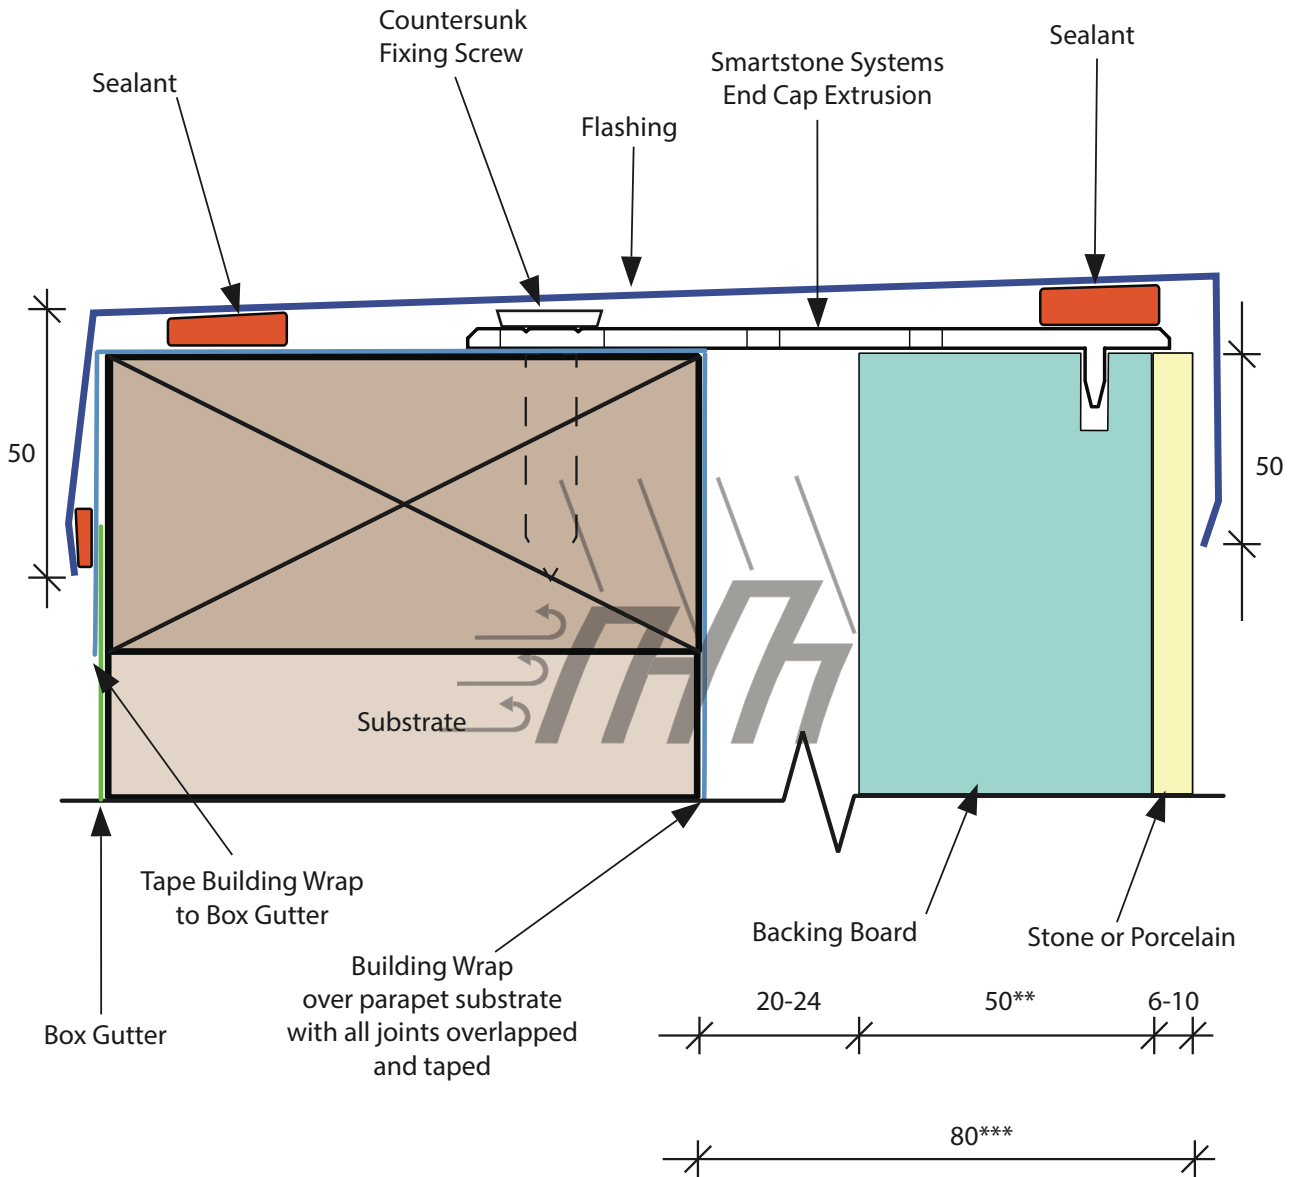 Countersunk
Fixing Screw
Sealant
Smartstone Systems
End Cap Extrusion
Sealant
Flashing
50
50
Substrate
Tape Building Wrap
to Box Gutter
Backing Board
Stone or Porcelain
Building Wrap
over parapet substrate
with all joints overlapped
and taped
Box Gutter
20-24
50**
6-10
80***